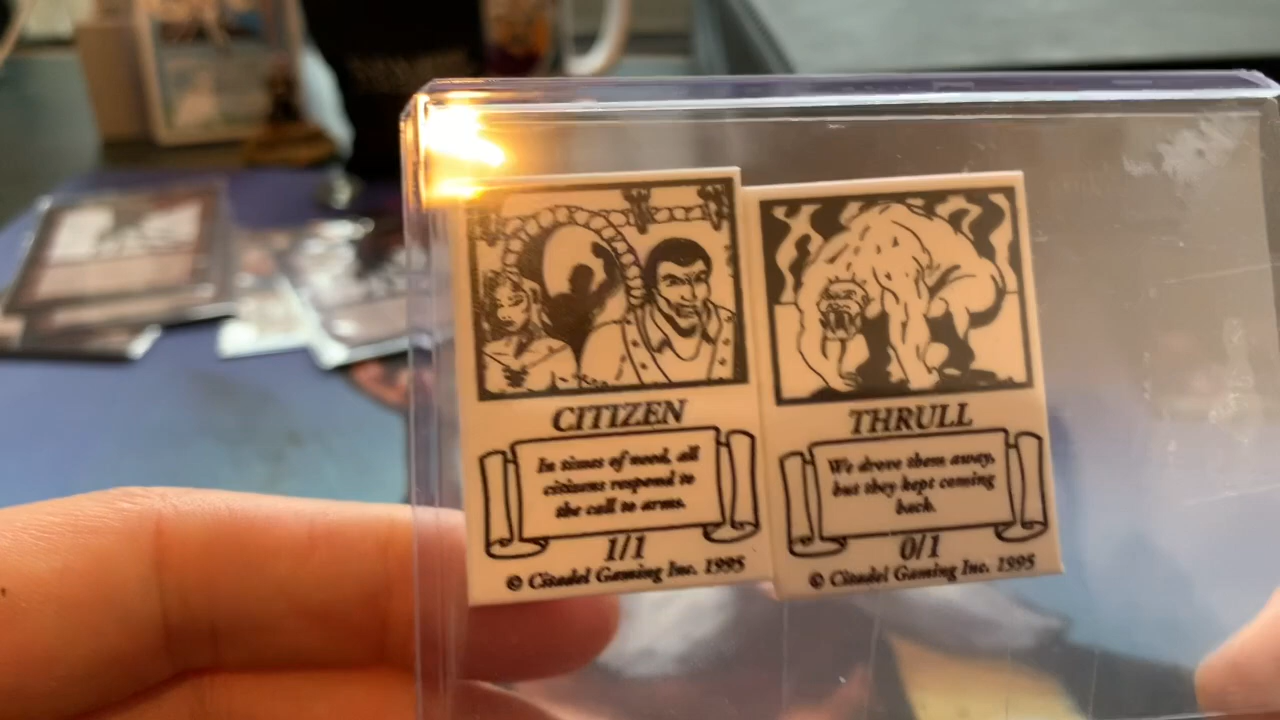 CITIZEN
In times of need, all
citizens respond to
the call to arms.
1/1
© Citadel Gaming Inc. 1995
THRULL
We drove them away,
but they kept coming
back.
0/1
© Citadel Gaming Inc. 1995